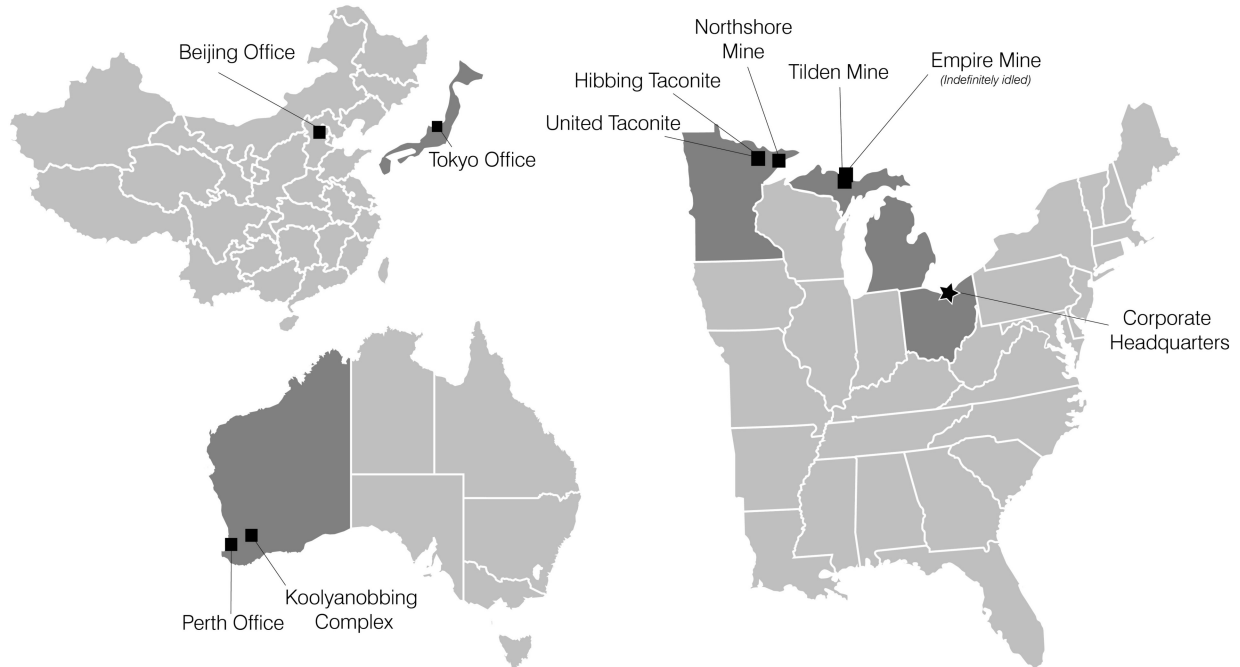 Beijing Office
Tokyo Office
Northshore
Mine
Hibbing Taconite
United Taconite
Tilden Mine
Empire Mine
(Indefinitely idled)
Corporate
Headquarters
Perth Office
Koolyanobbing
Complex